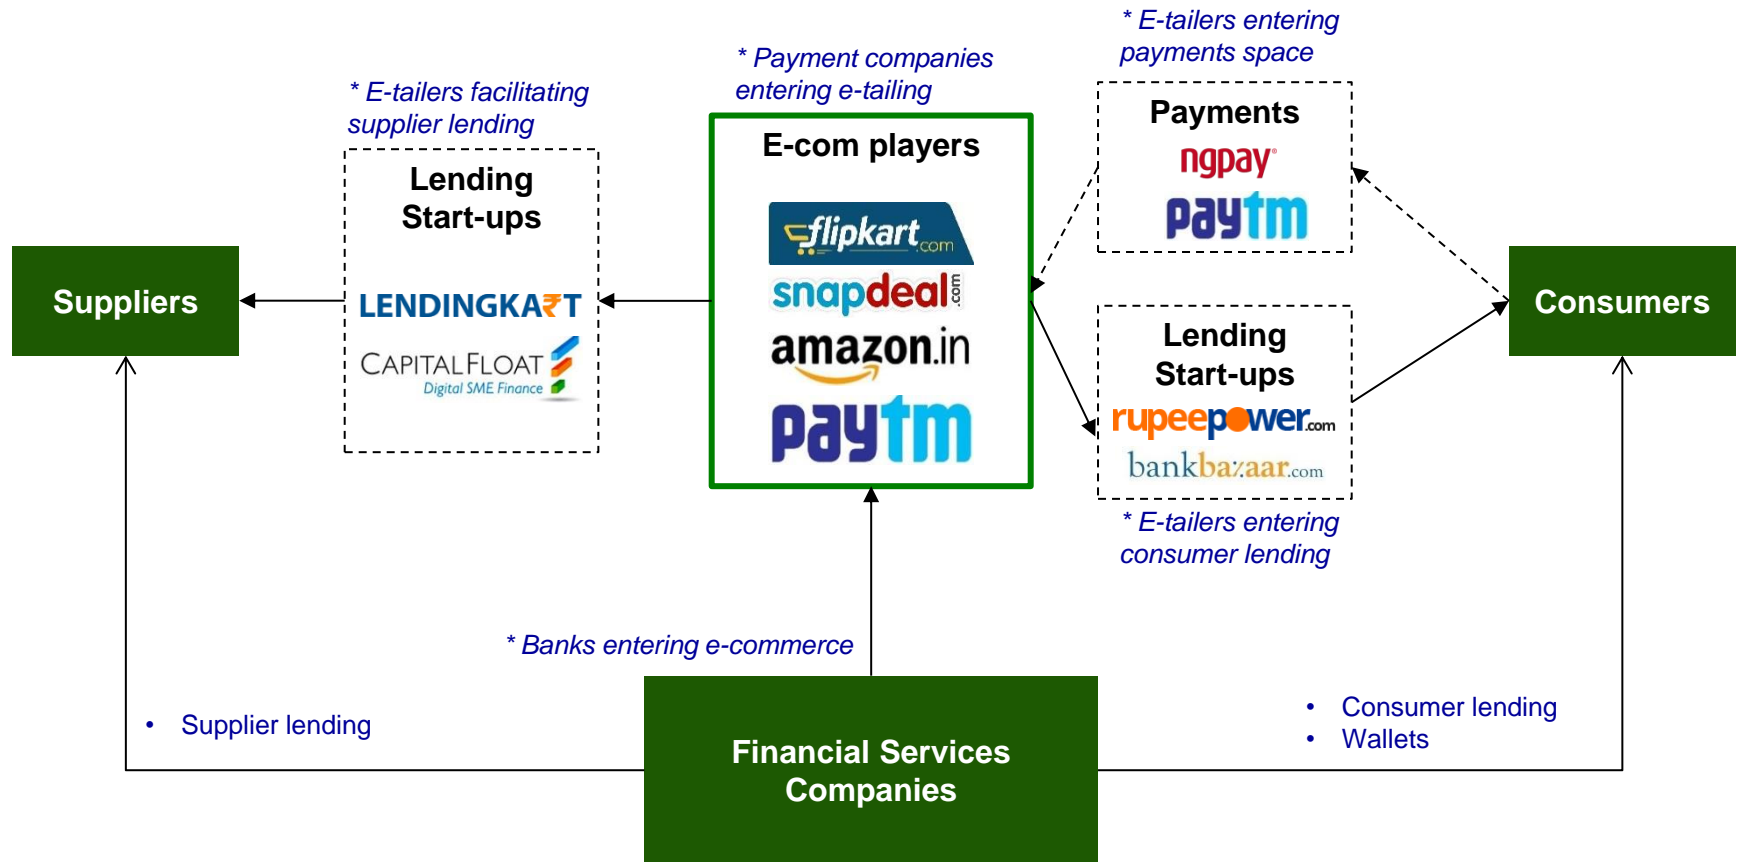 * E-tailers entering
payments space
* Payment companies
entering e-tailing
* E-tailers facilitating
supplier lending
Payments
ngpay®
paytm
E-com players
flipkart.com
snapdeal.com
amazon.in
paytm
Lending
Start-ups
LENDINGKA₹T
CAPITALFLOAT
Digital SME Finance
Suppliers
Consumers
Lending
Start-ups
rupeepower.com
bankbazaar.com
* E-tailers entering
consumer lending
* Banks entering e-commerce
• Supplier lending
• Consumer lending
• Wallets
Financial Services
Companies